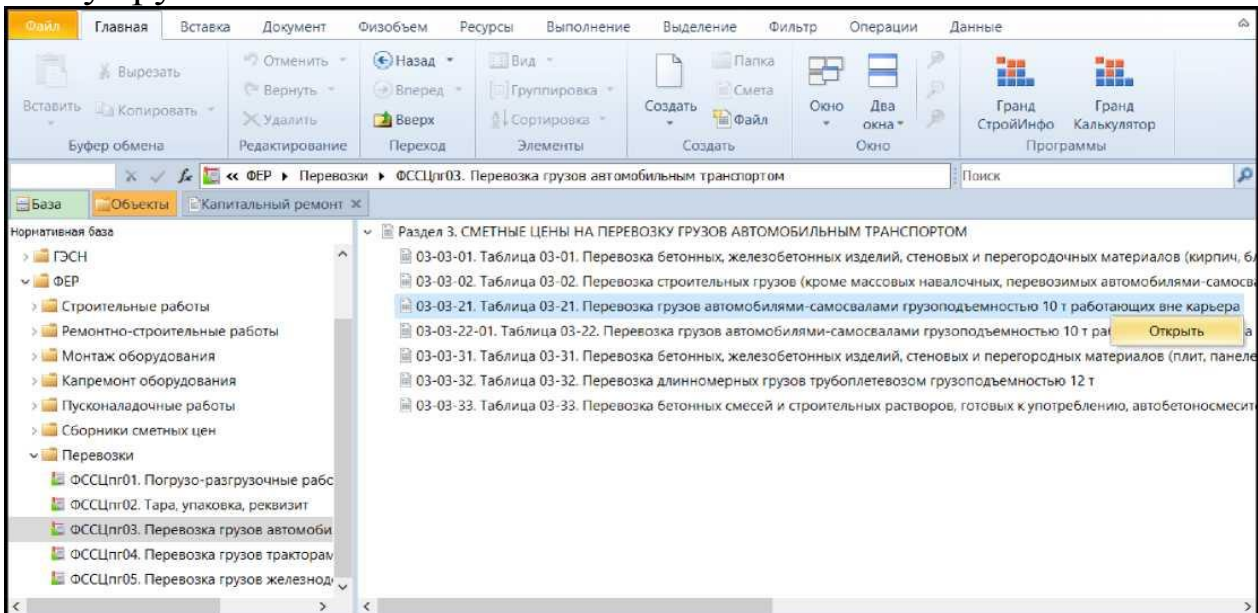 Файл Главная Вставка Документ Физобъем Ресурсы Выполнение Выделение Фильтр Операции Данные
Вставить Вырезать Копировать
Буфер обмена
Отменить
Вернуть
Удалить
Редактирование
Назад
Вперед
Вверх
Переход
Вид
Группировка
Сортировка
Элементы
Создать Папка
Смета
Файл
Создать
Окно Два окна
Окно
Гранд СтройИнфо Гранд Калькулятор
Программы
fx « ФЕР ▸ Перевозки ▸ ФССЦпг03. Перевозка грузов автомобильным транспортом Поиск
База Объекты Капитальный ремонт
Нормативная база
ГЭСН
ФЕР
Строительные работы
Ремонтно-строительные работы
Монтаж оборудования
Капремонт оборудования
Пусконаладочные работы
Сборники сметных цен
Перевозки
ФССЦпг01. Погрузо-разгрузочные рабо
ФССЦпг02. Тара, упаковка, реквизит
ФССЦпг03. Перевозка грузов автомоби
ФССЦпг04. Перевозка грузов тракторам
ФССЦпг05. Перевозка грузов железнод
Раздел 3. СМЕТНЫЕ ЦЕНЫ НА ПЕРЕВОЗКУ ГРУЗОВ АВТОМОБИЛЬНЫМ ТРАНСПОРТОМ
03-03-01. Таблица 03-01. Перевозка бетонных, железобетонных изделий, стеновых и перегородочных материалов (кирпич, бл
03-03-02. Таблица 03-02. Перевозка строительных грузов (кроме массовых навалочных, перевозимых автомобилями-самосва
03-03-21. Таблица 03-21. Перевозка грузов автомобилями-самосвалами грузоподъемностью 10 т работающих вне карьера
03-03-22-01. Таблица 03-22. Перевозка грузов автомобилями-самосвалами грузоподъемностью 10 т ра
Открыть
03-03-31. Таблица 03-31. Перевозка бетонных, железобетонных изделий, стеновых и перегородных материалов (плит, панеле
03-03-32. Таблица 03-32. Перевозка длинномерных грузов трубоплетевозом грузоподъемностью 12 т
03-03-33. Таблица 03-33. Перевозка бетонных смесей и строительных растворов, готовых к употреблению, автобетоносмесит